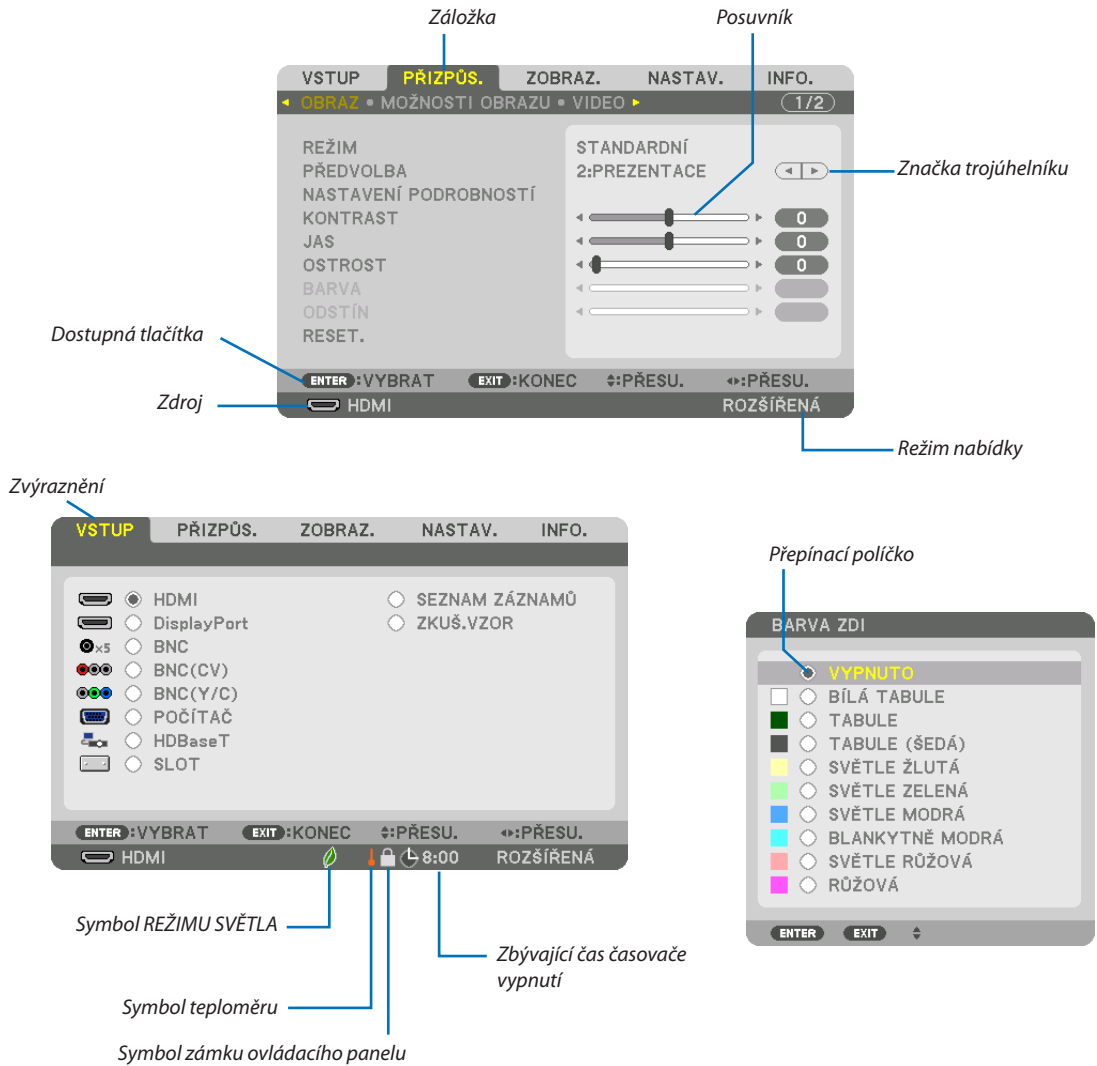 Záložka
Posuvník
VSTUP PŘIZPŮS. ZOBRAZ. NASTAV. INFO.
OBRAZ • MOŽNOSTI OBRAZU • VIDEO 1/2
REŽIM STANDARDNÍ
PŘEDVOLBA 2:PREZENTACE
Značka trojúhelníku
NASTAVENÍ PODROBNOSTÍ
KONTRAST 0
JAS 0
OSTROST 0
BARVA
ODSTÍN
RESET.
Dostupná tlačítka
ENTER :VYBRAT EXIT :KONEC :PŘESU. :PŘESU.
Zdroj
HDMI ROZŠÍŘENÁ
Režim nabídky
Zvýraznění
VSTUP PŘIZPŮS. ZOBRAZ. NASTAV. INFO.
HDMI SEZNAM ZÁZNAMŮ
DisplayPort ZKUŠ.VZOR
×5 BNC
BNC(CV)
BNC(Y/C)
POČÍTAČ
HDBaseT
SLOT
ENTER :VYBRAT EXIT :KONEC :PŘESU. :PŘESU.
HDMI 8:00 ROZŠÍŘENÁ
Symbol REŽIMU SVĚTLA
Zbývající čas časovače
vypnutí
Symbol teploměru
Symbol zámku ovládacího panelu
Přepínací políčko
BARVA ZDI
VYPNUTO
BÍLÁ TABULE
TABULE
TABULE (ŠEDÁ)
SVĚTLE ŽLUTÁ
SVĚTLE ZELENÁ
SVĚTLE MODRÁ
BLANKYTNĚ MODRÁ
SVĚTLE RŮŽOVÁ
RŮŽOVÁ
ENTER EXIT